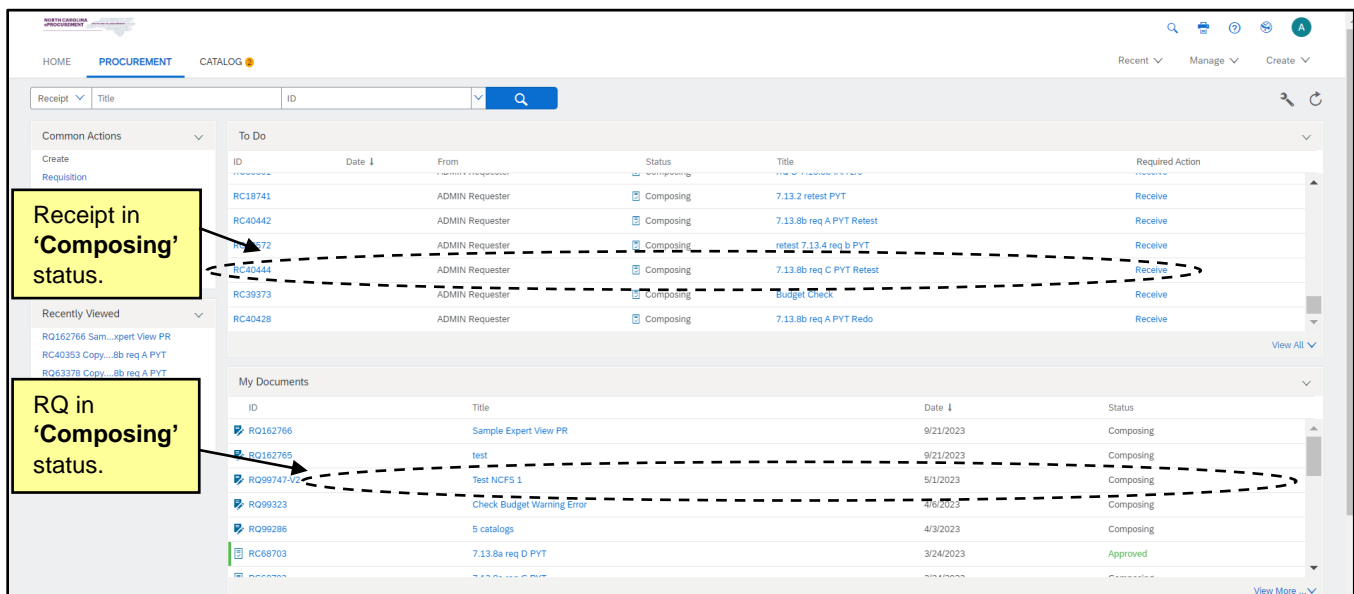 NORTH CAROLINA
ePROCUREMENT
A
HOME PROCUREMENT CATALOG 2 Recent Manage Create
Receipt Title ID
Common Actions
Create
Requisition
Receipt in
‘Composing’
status.
Recently Viewed
RQ162766 Sam...xpert View PR
RC40353 Copy....8b req A PYT
RQ63378 Copy....8b req A PYT
RQ in
‘Composing’
status.
To Do
ID Date ↓ From Status Title Required Action
Composing Receive
RC18741 ADMIN Requester Composing 7.13.2 retest PYT Receive
RC40442 ADMIN Requester Composing 7.13.8b req A PYT Retest Receive
572 ADMIN Requester Composing retest 7.13.4 req b PYT Receive
RC40444 ADMIN Requester Composing 7.13.8b req C PYT Retest Receive
RC39373 ADMIN Requester Composing Budget Check Receive
RC40428 ADMIN Requester Composing 7.13.8b req A PYT Redo Receive
View All
My Documents
ID Title Date ↓ Status
RQ162766 Sample Expert View PR 9/21/2023 Composing
RQ162765 test 9/21/2023 Composing
RQ99747-V2 Test NCFS 1 5/1/2023 Composing
RQ99323 Check Budget Warning Error 4/6/2023 Composing
RQ99286 5 catalogs 4/3/2023 Composing
RC68703 7.13.8a req D PYT 3/24/2023 Approved
View More ...